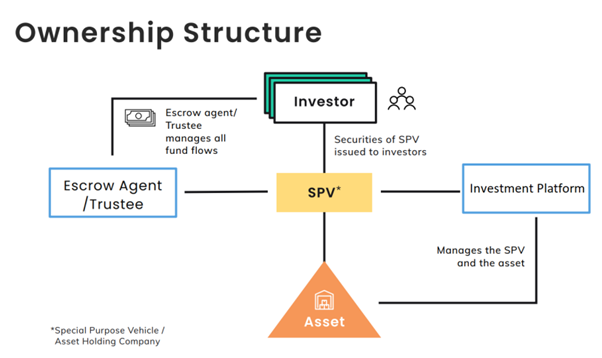 Ownership Structure
Investor
Escrow agent/
Trustee
manages all
fund flows
Securities of SPV
issued to investors
Escrow Agent
/Trustee
SPV*
Investment Platform
Manages the SPV
and the asset
Asset
*Special Purpose Vehicle /
Asset Holding Company